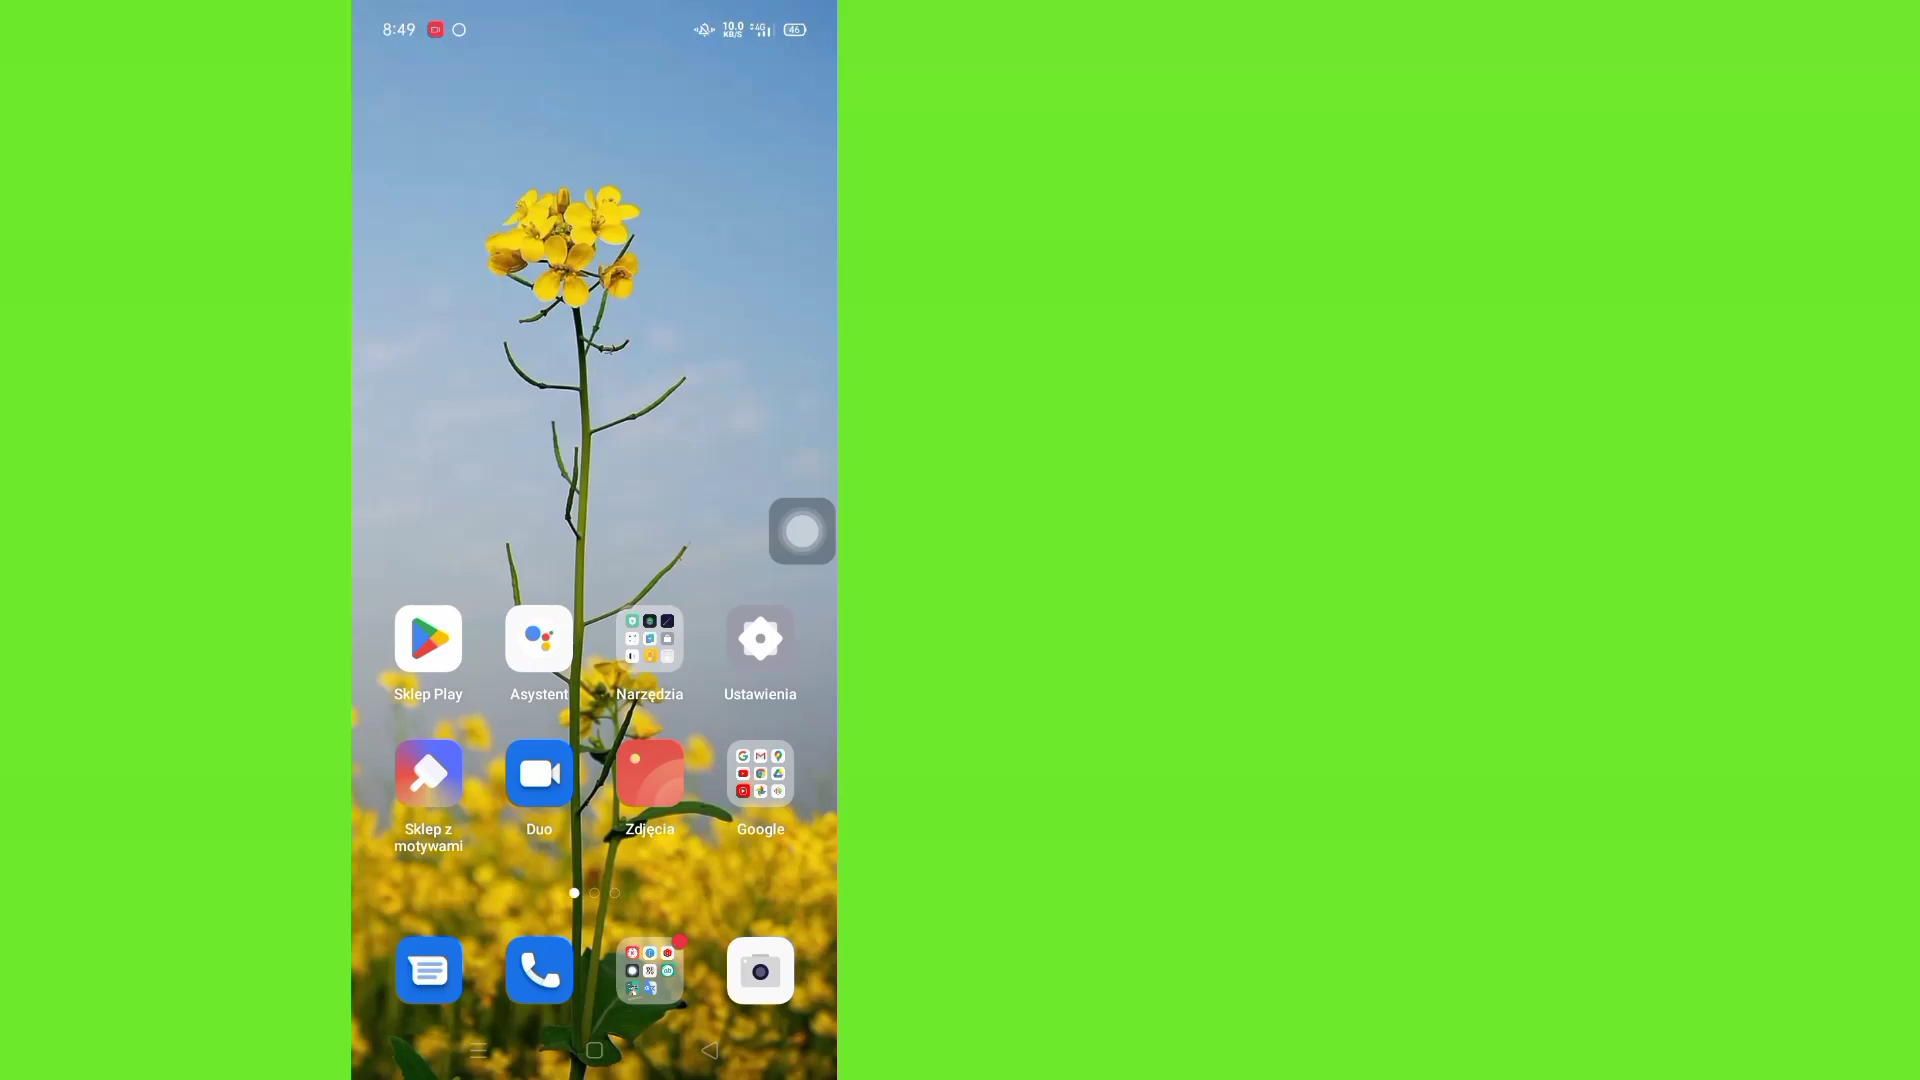 8:49
10.0
KB/S
4G
46
Sklep Play
Asystent
Narzędzia
Ustawienia
Sklep z
motywami
Duo
Zdjęcia
Google